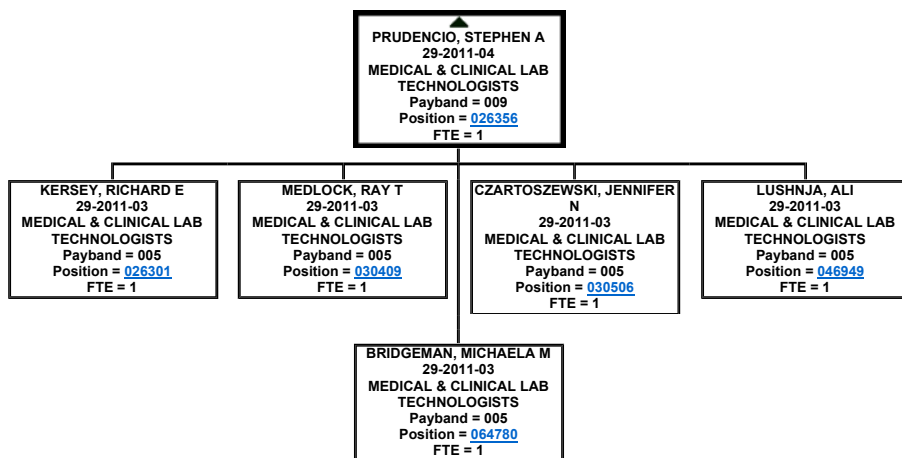 PRUDENCIO, STEPHEN A
29-2011-04
MEDICAL & CLINICAL LAB
TECHNOLOGISTS
Payband = 009
Position = 026356
FTE = 1
KERSEY, RICHARD E
29-2011-03
MEDICAL & CLINICAL LAB
TECHNOLOGISTS
Payband = 005
Position = 026301
FTE = 1
MEDLOCK, RAY T
29-2011-03
MEDICAL & CLINICAL LAB
TECHNOLOGISTS
Payband = 005
Position = 030409
FTE = 1
CZARTOSZEWSKI, JENNIFER
N
29-2011-03
MEDICAL & CLINICAL LAB
TECHNOLOGISTS
Payband = 005
Position = 030506
FTE = 1
LUSHNJA, ALI
29-2011-03
MEDICAL & CLINICAL LAB
TECHNOLOGISTS
Payband = 005
Position = 046949
FTE = 1
BRIDGEMAN, MICHAELA M
29-2011-03
MEDICAL & CLINICAL LAB
TECHNOLOGISTS
Payband = 005
Position = 064780
FTE = 1